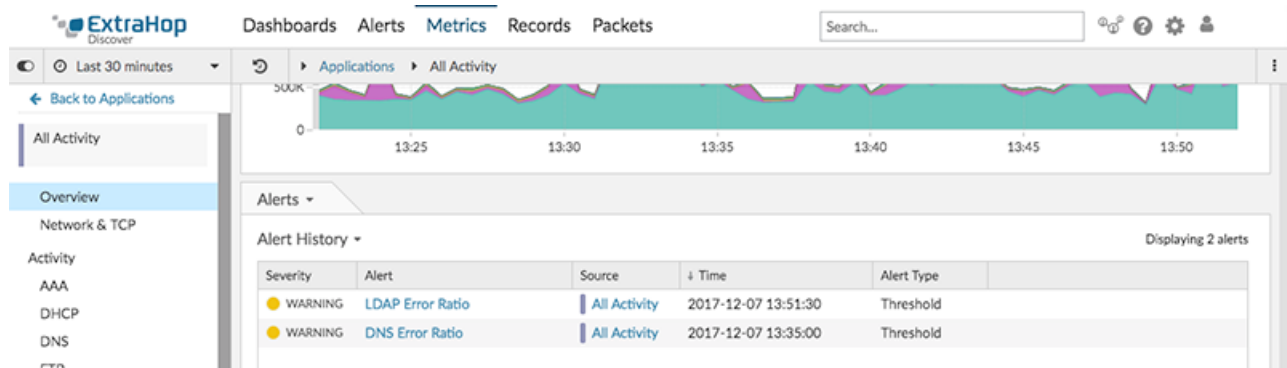 ExtraHop
Discover
Dashboards Alerts Metrics Records Packets
Search...
Last 30 minutes
Applications All Activity
Back to Applications
500K
0
13:25 13:30 13:35 13:40 13:45 13:50
All Activity
Overview
Network & TCP
Activity
AAA
DHCP
DNS
Alerts
Alert History
Displaying 2 alerts
Severity Alert Source ↓ Time Alert Type
WARNING LDAP Error Ratio All Activity 2017-12-07 13:51:30 Threshold
WARNING DNS Error Ratio All Activity 2017-12-07 13:35:00 Threshold